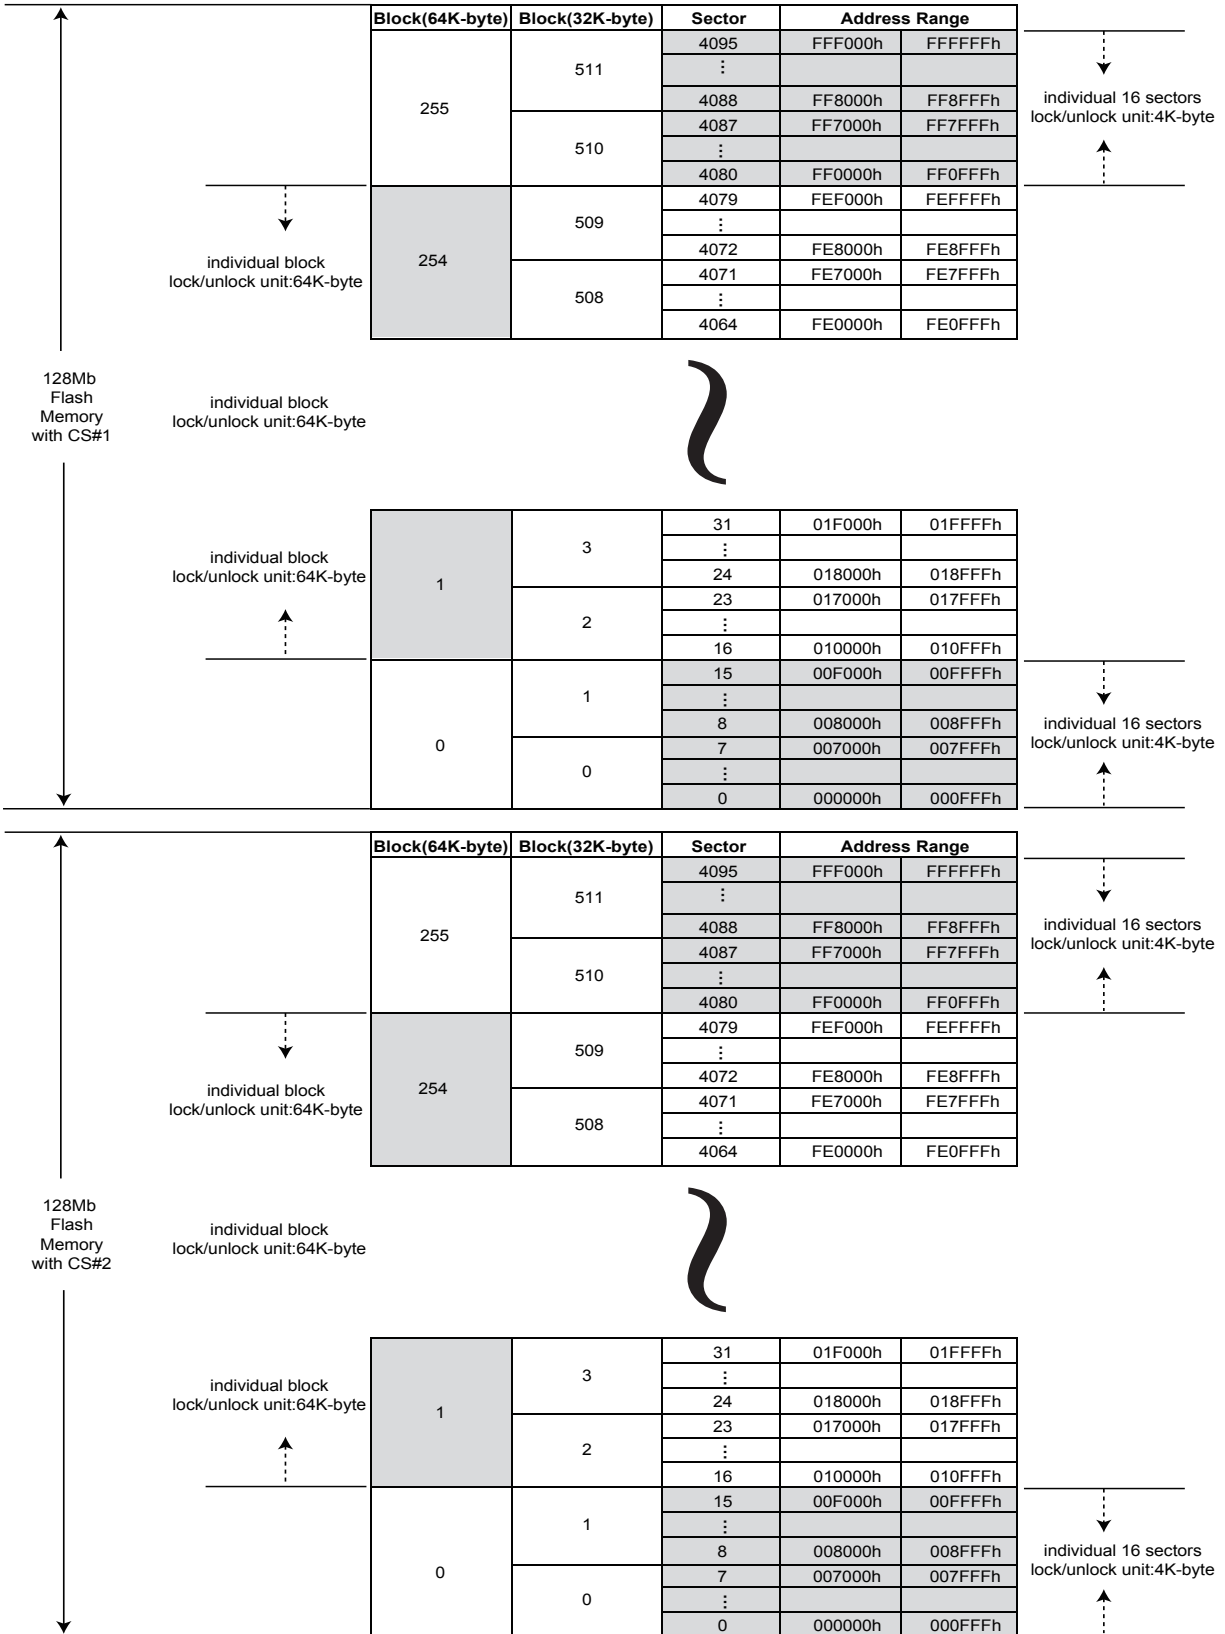 Block(64K-byte) Block(32K-byte) Sector Address Range
4095 FFF000h FFFFFFh
511 ⋮
4088 FF8000h FF8FFFh
255
individual 16 sectors
lock/unlock unit:4K-byte
4087 FF7000h FF7FFFh
510 ⋮
4080 FF0000h FF0FFFh
4079 FEF000h FEFFFFh
509 ⋮
4072 FE8000h FE8FFFh
254
individual block
lock/unlock unit:64K-byte
4071 FE7000h FE7FFFh
508 ⋮
4064 FE0000h FE0FFFh
128Mb
Flash
Memory
with CS#1
individual block
lock/unlock unit:64K-byte
31 01F000h 01FFFFh
3 ⋮
24 018000h 018FFFh
individual block
lock/unlock unit:64K-byte
1
23 017000h 017FFFh
2 ⋮
16 010000h 010FFFh
15 00F000h 00FFFFh
1 ⋮
8 008000h 008FFFh
0
individual 16 sectors
lock/unlock unit:4K-byte
7 007000h 007FFFh
0 ⋮
0 000000h 000FFFh
Block(64K-byte) Block(32K-byte) Sector Address Range
4095 FFF000h FFFFFFh
511 ⋮
4088 FF8000h FF8FFFh
255
individual 16 sectors
lock/unlock unit:4K-byte
4087 FF7000h FF7FFFh
510 ⋮
4080 FF0000h FF0FFFh
4079 FEF000h FEFFFFh
509 ⋮
4072 FE8000h FE8FFFh
254
individual block
lock/unlock unit:64K-byte
4071 FE7000h FE7FFFh
508 ⋮
4064 FE0000h FE0FFFh
128Mb
Flash
Memory
with CS#2
individual block
lock/unlock unit:64K-byte
31 01F000h 01FFFFh
3 ⋮
24 018000h 018FFFh
individual block
lock/unlock unit:64K-byte
1
23 017000h 017FFFh
2 ⋮
16 010000h 010FFFh
15 00F000h 00FFFFh
1 ⋮
8 008000h 008FFFh
0
individual 16 sectors
lock/unlock unit:4K-byte
7 007000h 007FFFh
0 ⋮
0 000000h 000FFFh